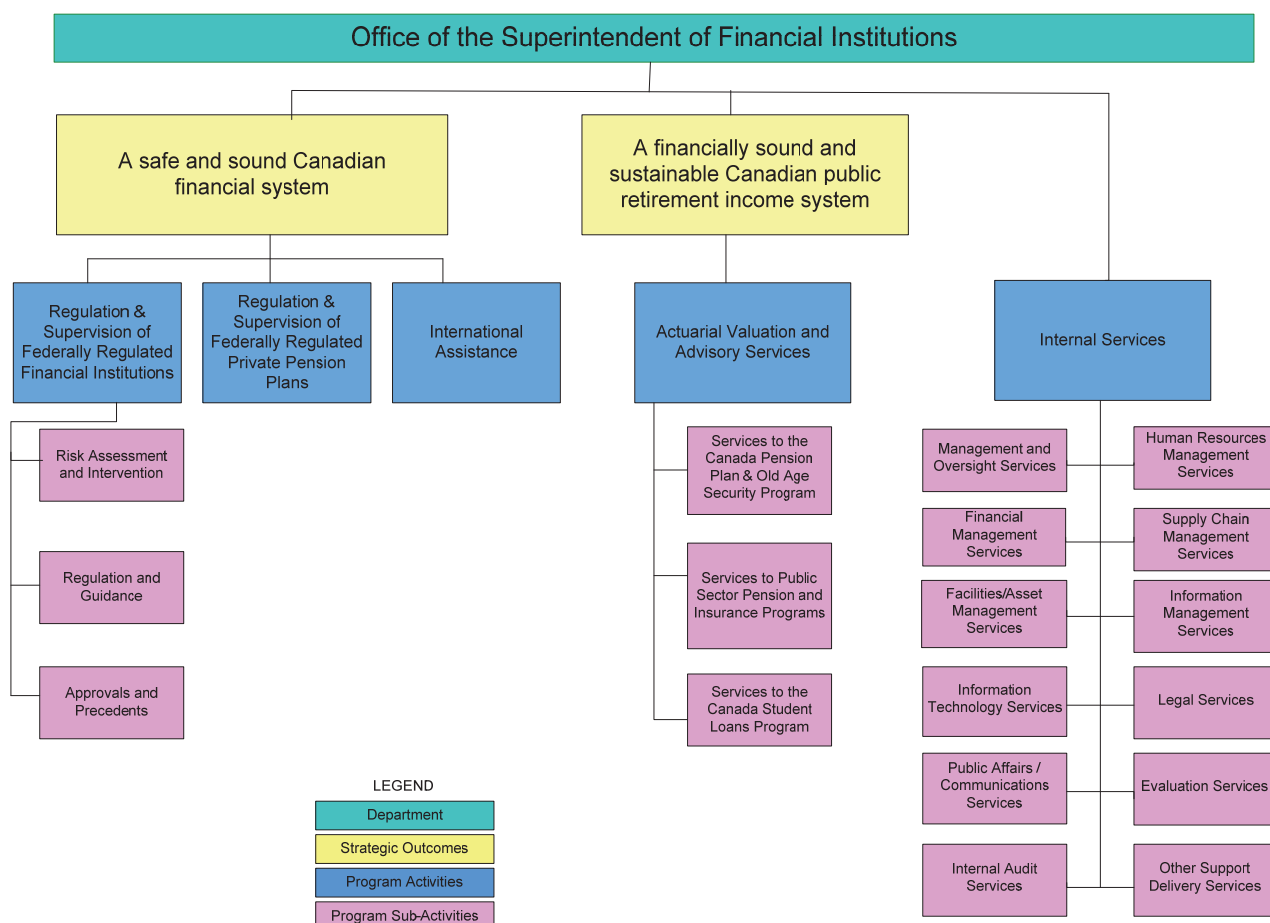 Office of the Superintendent of Financial Institutions
A safe and sound Canadian
financial system
A financially sound and
sustainable Canadian public
retirement income system
Regulation &
Supervision of
Federally Regulated
Financial Institutions
Regulation &
Supervision of
Federally Regulated
Private Pension
Plans
International
Assistance
Actuarial Valuation and
Advisory Services
Internal Services
Risk Assessment
and Intervention
Regulation and
Guidance
Approvals and
Precedents
Services to the
Canada Pension
Plan & Old Age
Security Program
Services to Public
Sector Pension and
Insurance Programs
Services to the
Canada Student
Loans Program
Management and
Oversight Services
Human Resources
Management
Services
Financial
Management
Services
Supply Chain
Management
Services
Facilities/Asset
Management
Services
Information
Management
Services
Information
Technology Services
Legal Services
Public Affairs /
Communications
Services
Evaluation Services
Internal Audit
Services
Other Support
Delivery Services
LEGEND
Department
Strategic Outcomes
Program Activities
Program Sub-Activities